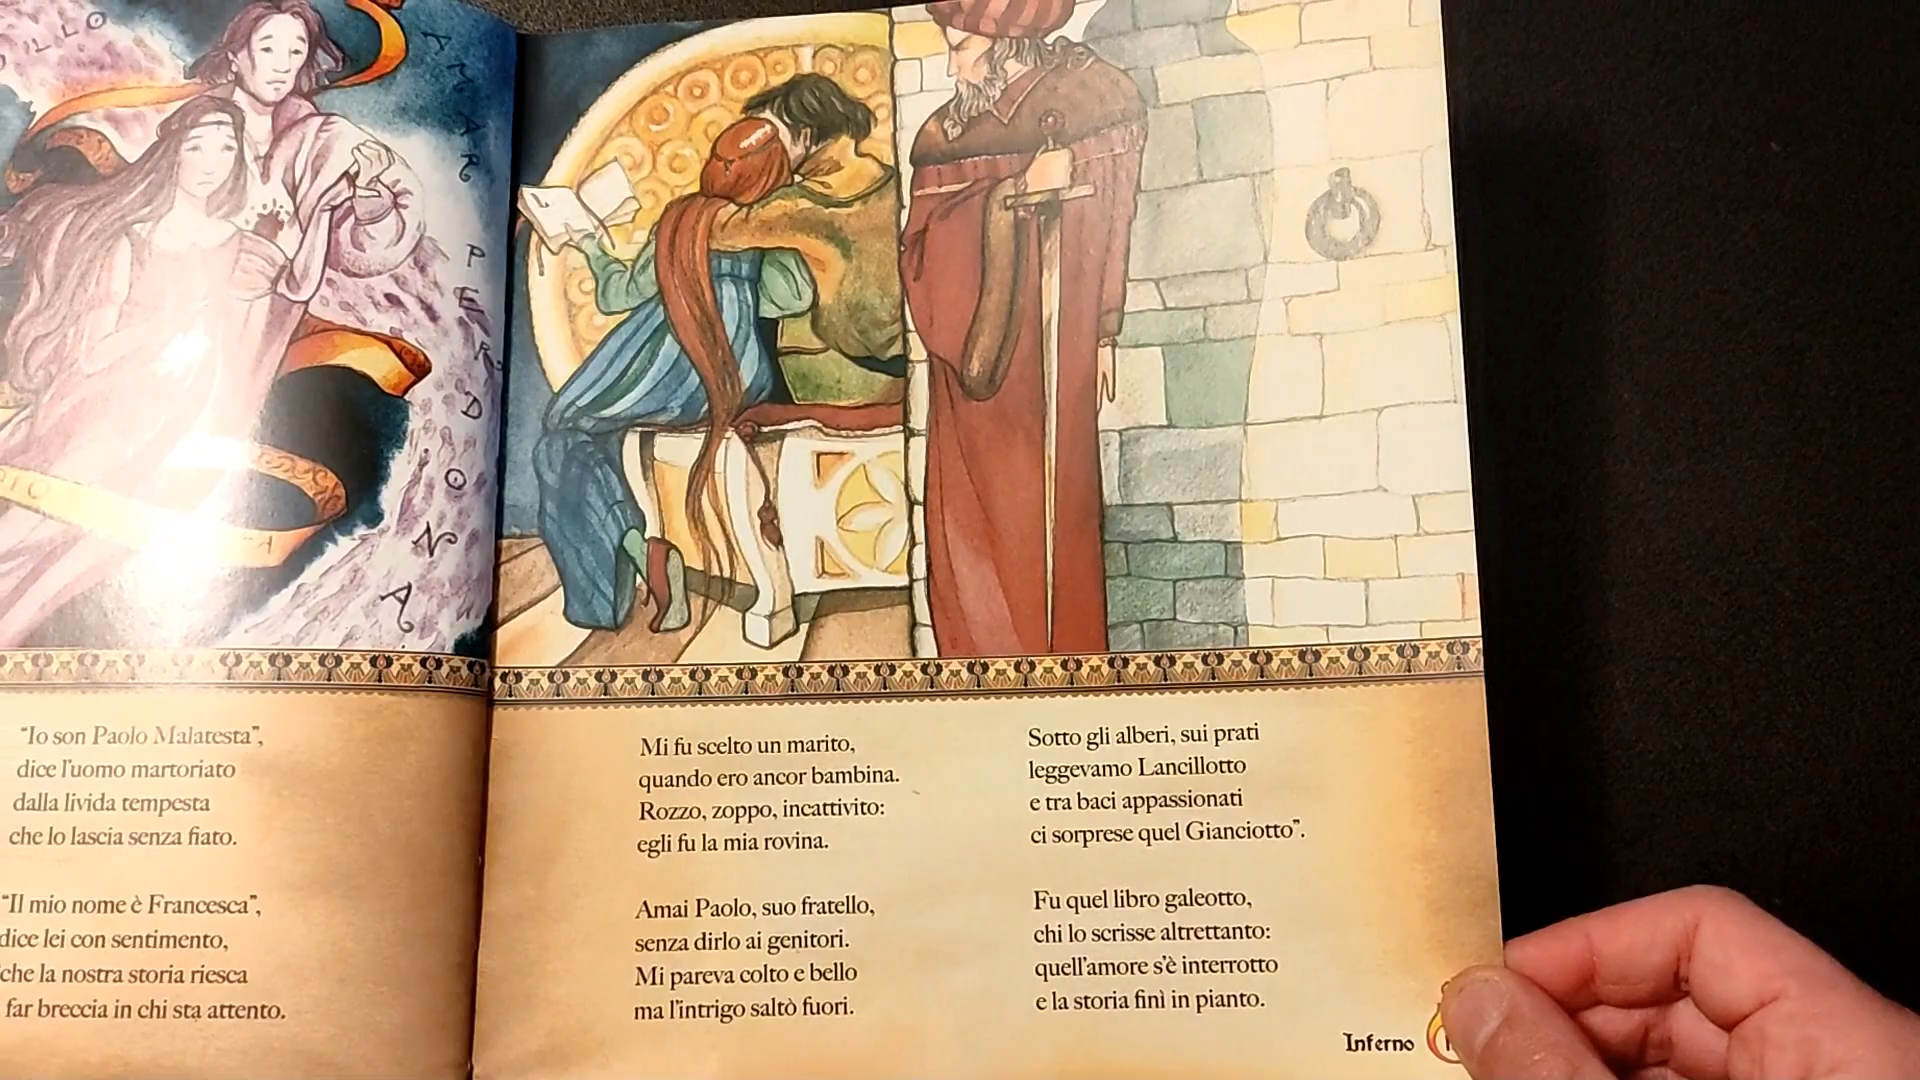 LLO
AMAR
PERDONA
"Io son Paolo Malatesta",
dice l'uomo martoriato
dalla livida tempesta
che lo lascia senza fiato.
"Il mio nome è Francesca",
dice lei con sentimento,
che la nostra storia riesca
far breccia in chi sta attento.
Mi fu scelto un marito,
quando ero ancor bambina.
Rozzo, zoppo, incattivito:
egli fu la mia rovina.
Amai Paolo, suo fratello,
senza dirlo ai genitori.
Mi pareva colto e bello
ma l'intrigo saltò fuori.
Sotto gli alberi, sui prati
leggevamo Lancillotto
e tra baci appassionati
ci sorprese quel Gianciotto".
Fu quel libro galeotto,
chi lo scrisse altrettanto:
quell'amore s'è interrotto
e la storia finì in pianto.
Inferno